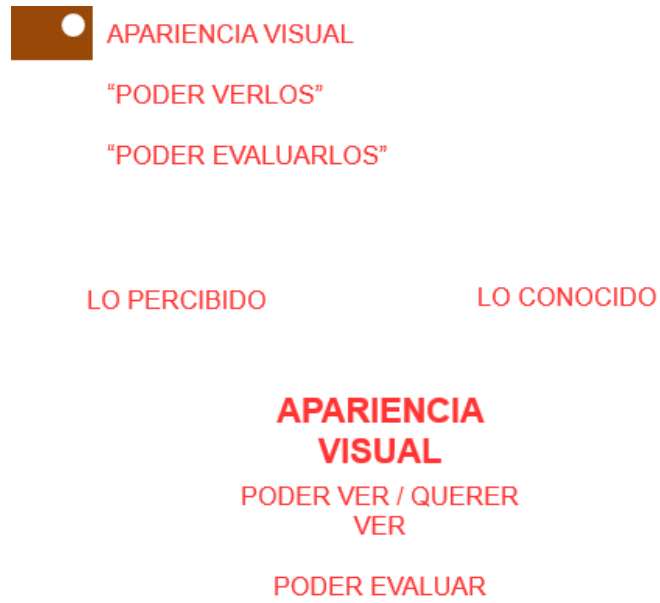 APARIENCIA VISUAL
“PODER VERLOS”
“PODER EVALUARLOS”
LO PERCIBIDO
LO CONOCIDO
APARIENCIA
VISUAL
PODER VER / QUERER
VER
PODER EVALUAR